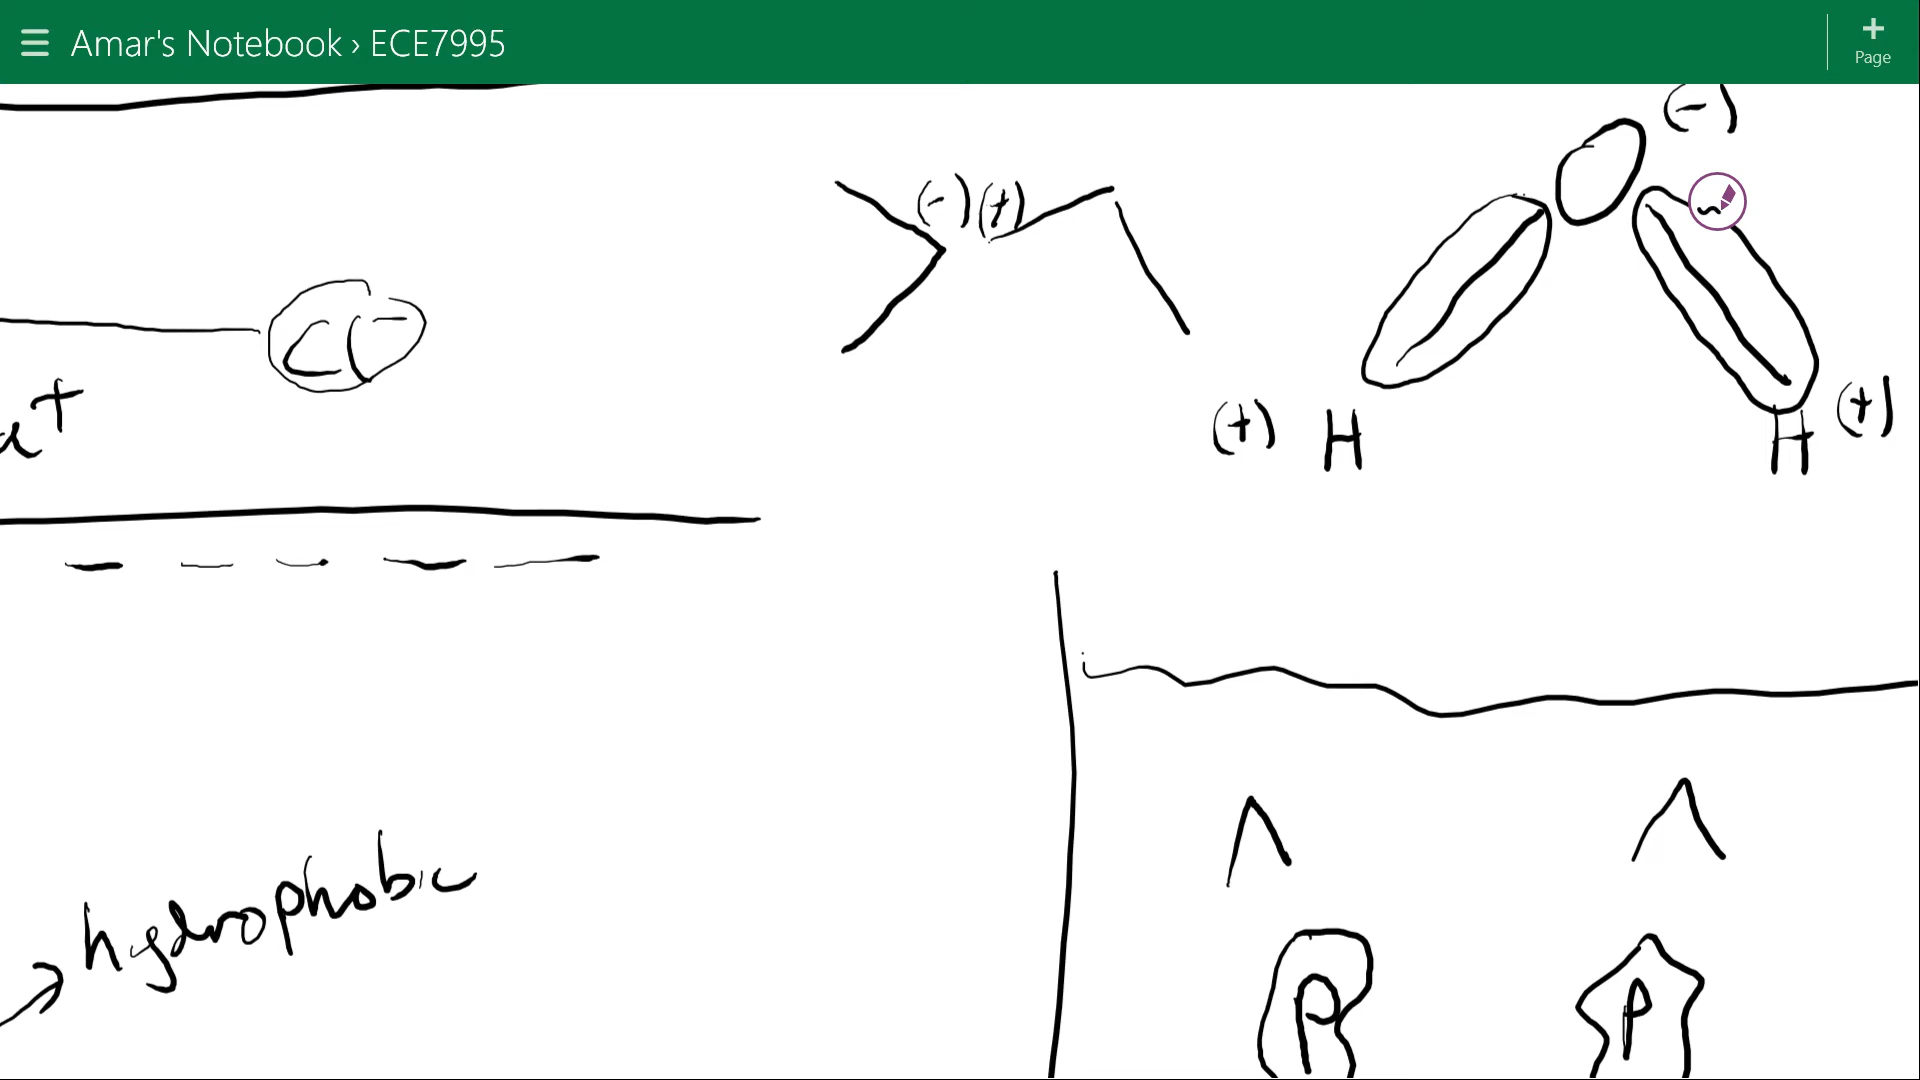 Amar's Notebook › ECE7995
+
Page
(-)
(-) (+)
Cl-
(+) H
H (+)
hydrophobic
P
P